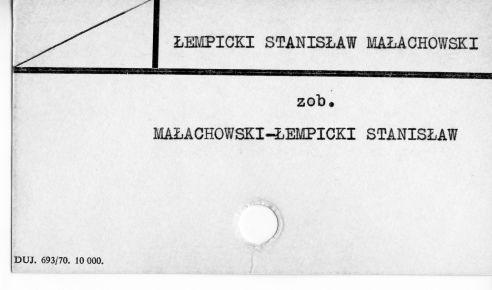 ŁEMPICKI STANISŁAW MAŁACHOWSKI
zob.
MAŁACHOWSKI-ŁEMPICKI STANISŁAW
DUJ. 693/70. 10 000.